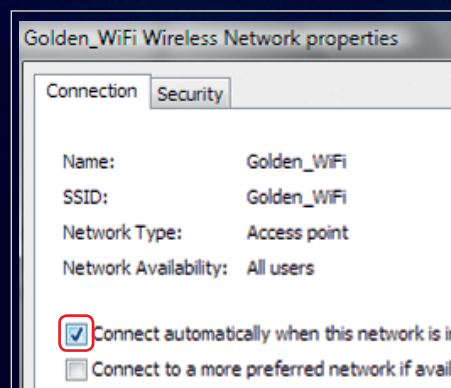 Golden_WiFi Wireless Network properties
Connection Security
Name: Golden_WiFi
SSID: Golden_WiFi
Network Type: Access point
Network Availability: All users
Connect automatically when this network is
Connect to a more preferred network if